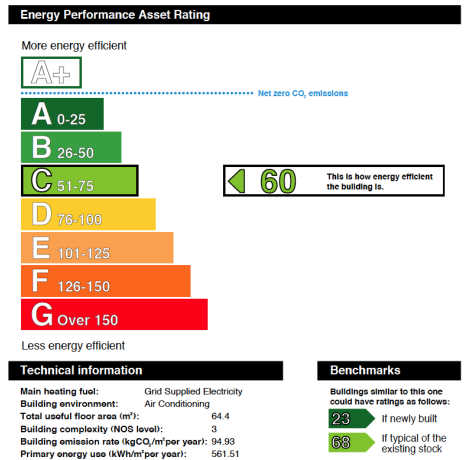 Energy Performance Asset Rating
More energy efficient
A+
Net zero CO₂ emissions
A 0-25
B 26-50
C 51-75
60 This is how energy efficient
the building is.
D 76-100
E 101-125
F 126-150
G Over 150
Less energy efficient
Technical information
Main heating fuel: Grid Supplied Electricity
Building environment: Air Conditioning
Total useful floor area (m²): 64.4
Building complexity (NOS level): 3
Building emission rate (kgCO₂/m²per year): 94.93
Primary energy use (kWh/m²per year): 561.51
Benchmarks
Buildings similar to this one
could have ratings as follows:
23 If newly built
68 If typical of the
existing stock